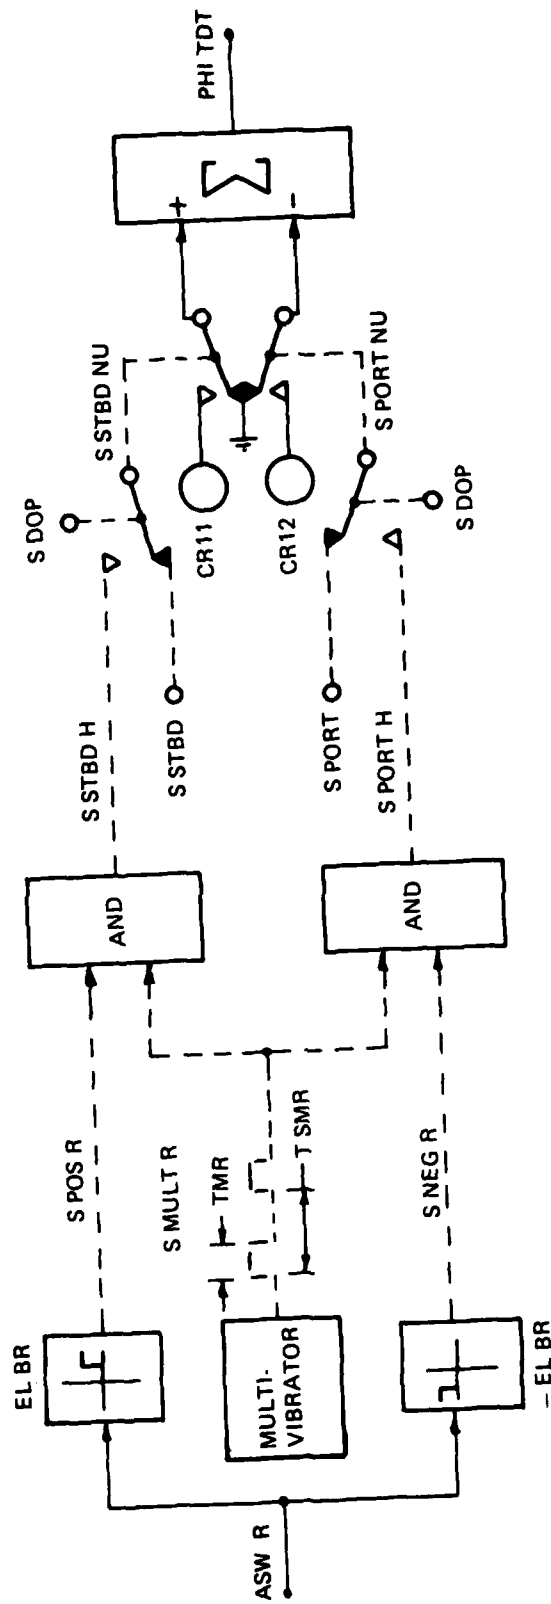 ASW R
EL BR
- EL BR
MULTI-
VIBRATOR
S POS R
S MULT R
TMR
T SMR
S NEG R
AND
AND
S STBD H
S STBD
S PORT
S PORT H
S DOP
S STBD NU
CR11
CR12
S DOP
S PORT NU
+
Σ
-
PHI TDT